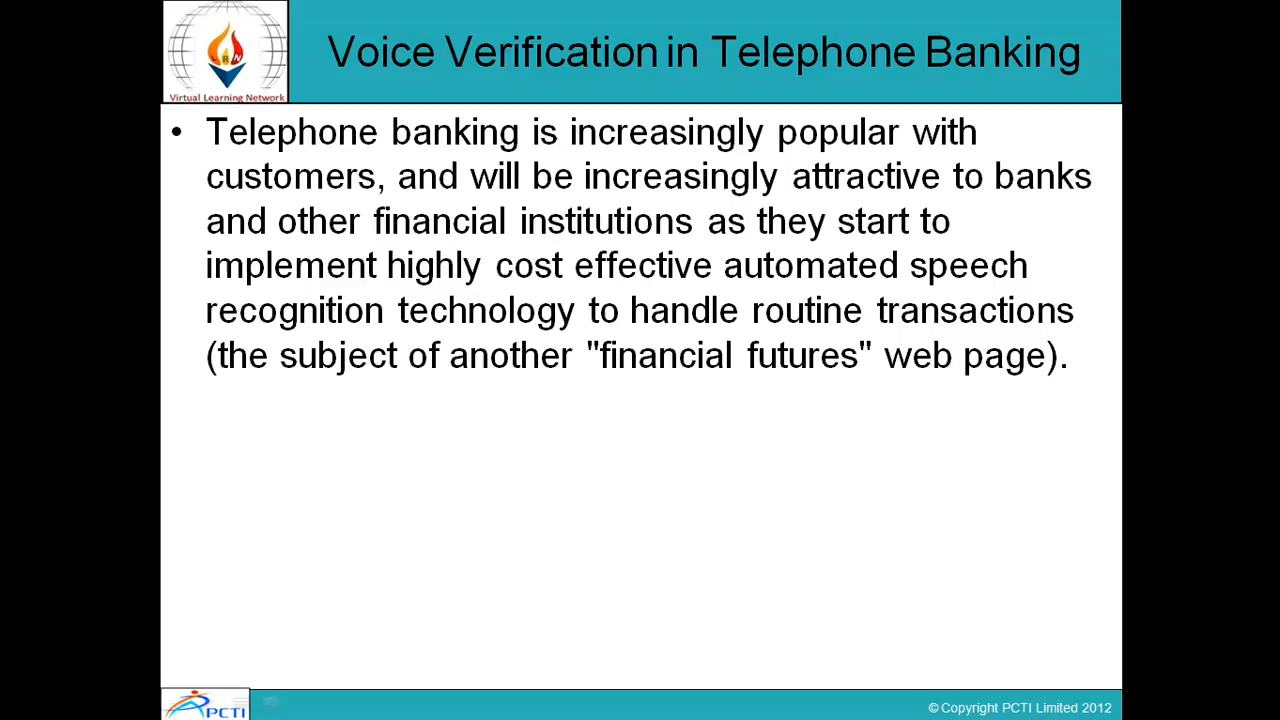 Voice Verification in Telephone Banking
LRN
Virtual Learning Network
• Telephone banking is increasingly popular with
customers, and will be increasingly attractive to banks
and other financial institutions as they start to
implement highly cost effective automated speech
recognition technology to handle routine transactions
(the subject of another "financial futures" web page).
PCTI
© Copyright PCTI Limited 2012